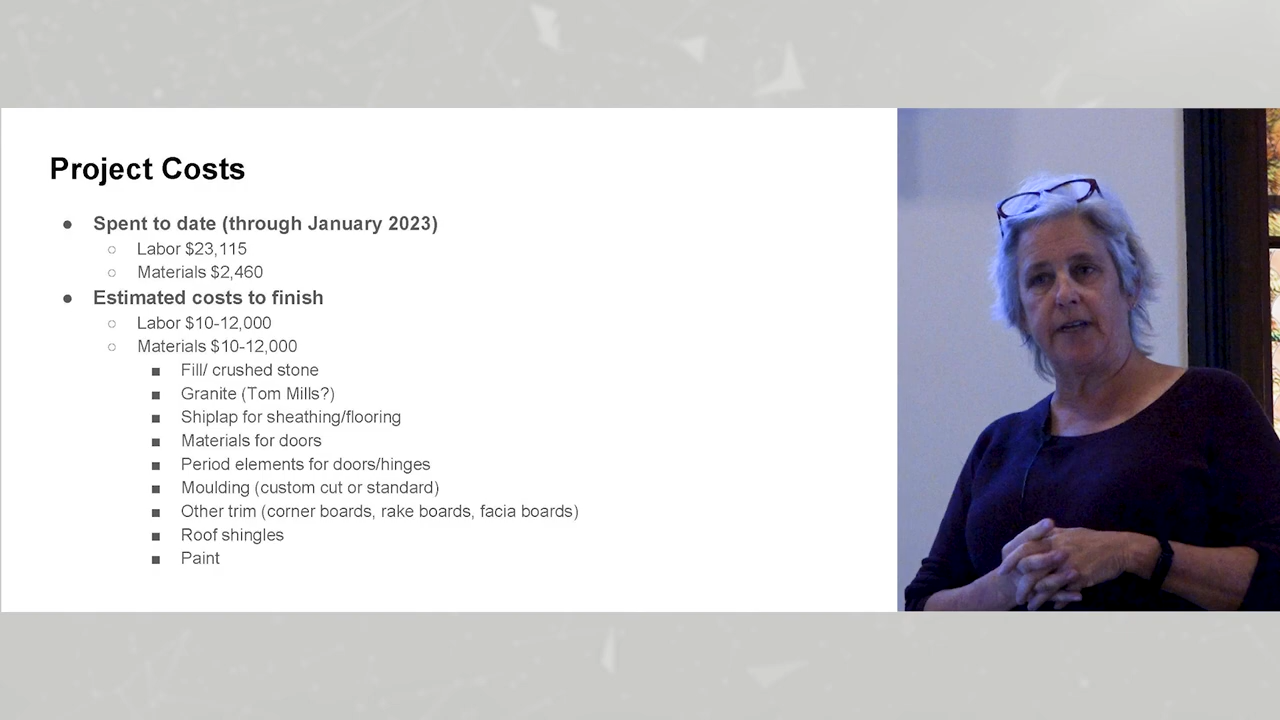 Project Costs
● Spent to date (through January 2023)
○ Labor $23,115
○ Materials $2,460
● Estimated costs to finish
○ Labor $10-12,000
○ Materials $10-12,000
■ Fill/ crushed stone
■ Granite (Tom Mills?)
■ Shiplap for sheathing/flooring
■ Materials for doors
■ Period elements for doors/hinges
■ Moulding (custom cut or standard)
■ Other trim (corner boards, rake boards, facia boards)
■ Roof shingles
■ Paint